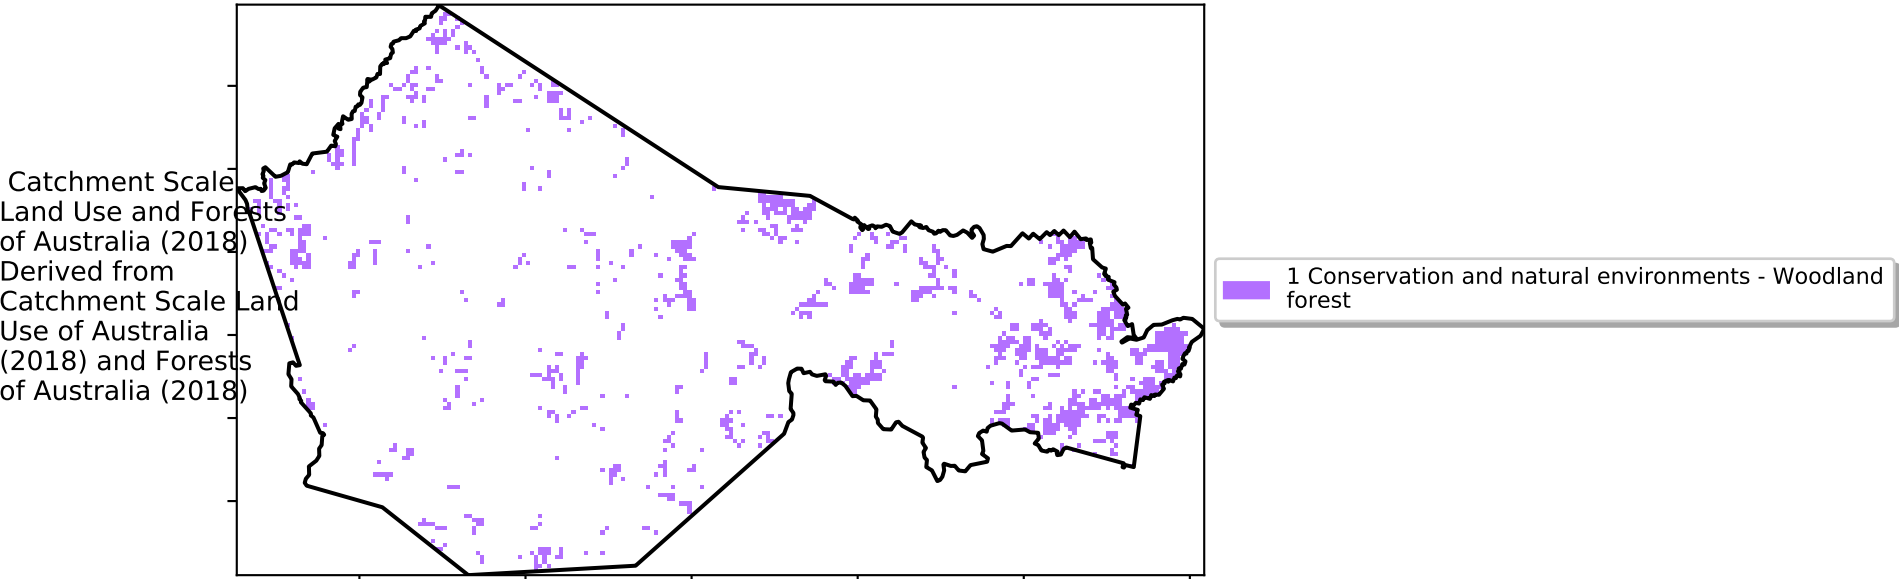 Catchment Scale
Land Use and Forests
of Australia (2018)
Derived from
Catchment Scale Land
Use of Australia
(2018) and Forests
of Australia (2018)
1 Conservation and natural environments - Woodland
forest